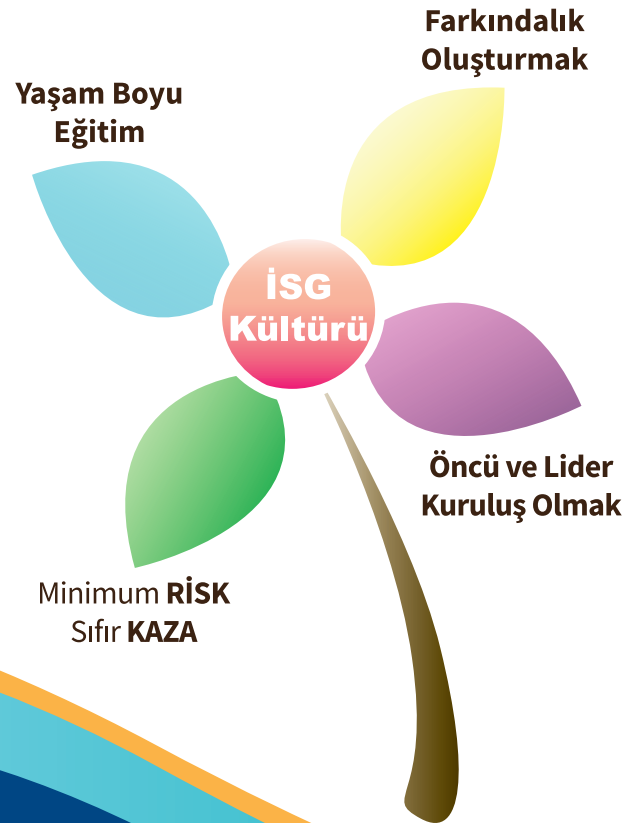 Farkındalık
Oluşturmak
Yaşam Boyu
Eğitim
İSG
Kültürü
Öncü ve Lider
Kuruluş Olmak
Minimum RİSK
Sıfır KAZA